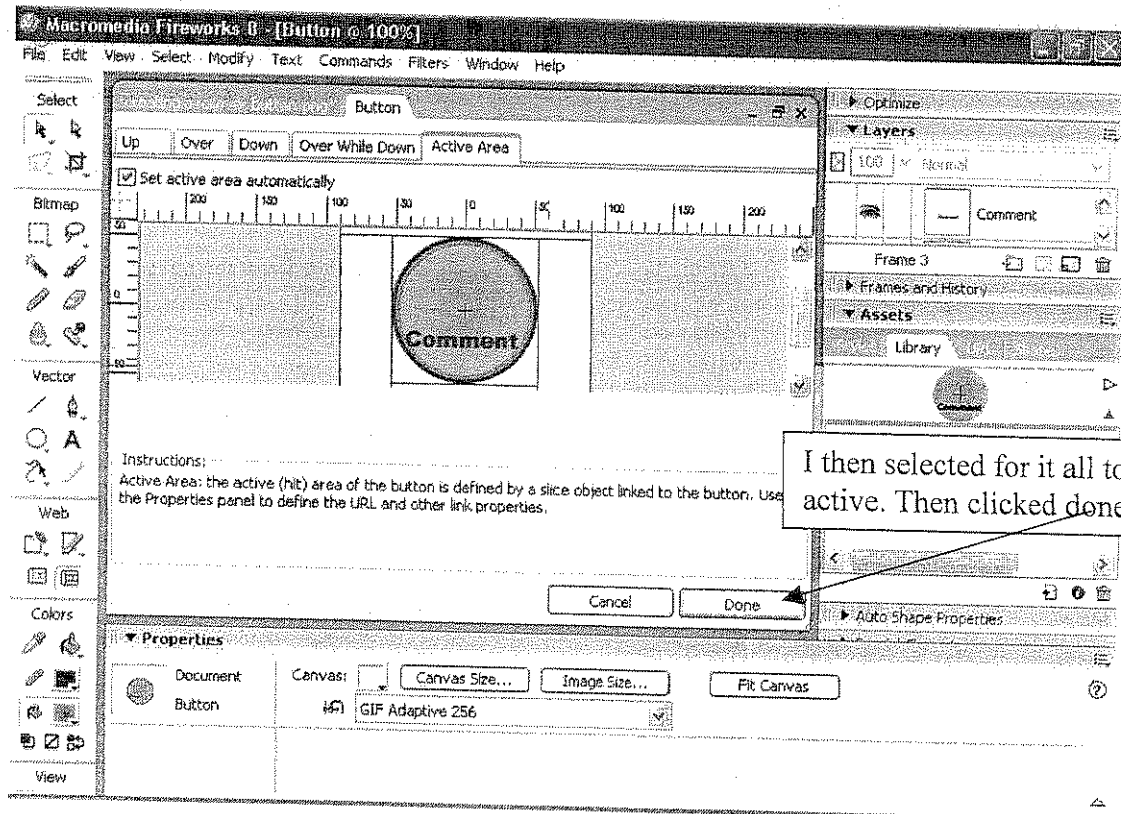 Macromedia Fireworks 8 - [Button @ 100%]
File Edit View Select Modify Text Commands Filters Window Help
Select
Bitmap
Vector
Web
Colors
View
Button
Up Over Down Over While Down Active Area
Set active area automatically
200 150 100 50 0 50 100 150 200
50
0
50
Comment
Instructions:
Active Area: the active (hit) area of the button is defined by a slice object linked to the button. Use
the Properties panel to define the URL and other link properties.
Cancel Done
Optimize
Layers
100 Normal
Comment
Frame 3
Frames and History
Assets
Library
Comment
I then selected for it all to
active. Then clicked done
Auto Shape Properties
Properties
Document
Button
Canvas: Canvas Size... Image Size... Fit Canvas
GIF Adaptive 256